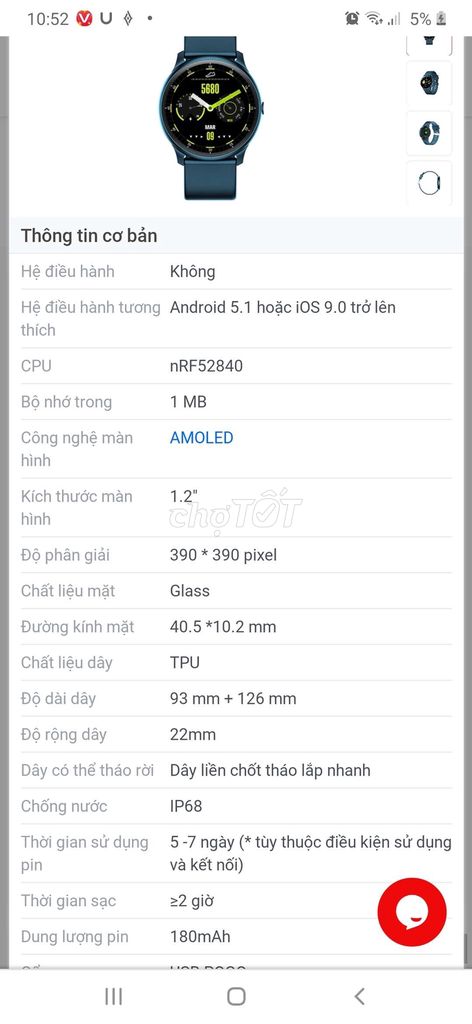 10:52
5%
5680
MAR
09
Thông tin cơ bản
Hệ điều hành Không
Hệ điều hành tương Android 5.1 hoặc iOS 9.0 trở lên
thích
CPU nRF52840
Bộ nhớ trong 1 MB
Công nghệ màn AMOLED
hình
Kích thước màn 1.2"
hình
chợTỐT
Độ phân giải 390 * 390 pixel
Chất liệu mặt Glass
Đường kính mặt 40.5 *10.2 mm
Chất liệu dây TPU
Độ dài dây 93 mm + 126 mm
Độ rộng dây 22mm
Dây có thể tháo rời Dây liền chốt tháo lắp nhanh
Chống nước IP68
Thời gian sử dụng 5 -7 ngày (* tùy thuộc điều kiện sử dụng
pin và kết nối)
Thời gian sạc ≥2 giờ
Dung lượng pin 180mAh